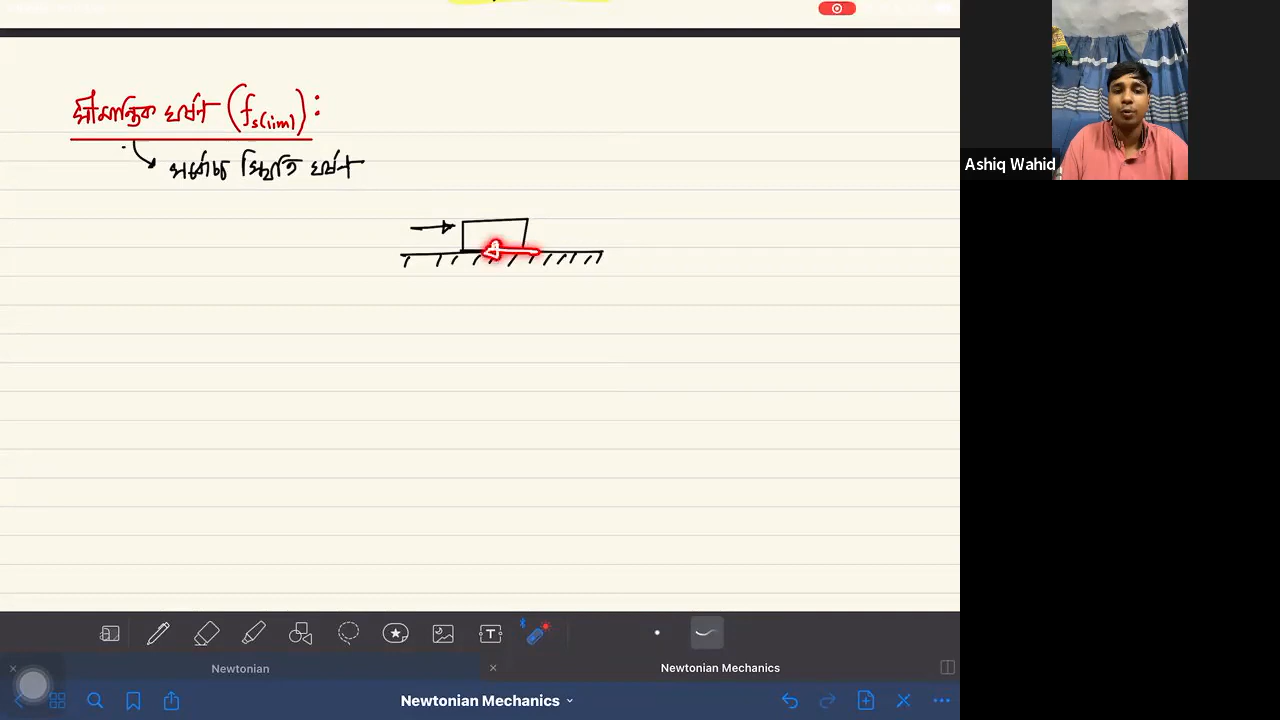 সীমান্তিক ঘর্ষণ (fs(lim)):
সর্বোচ্চ স্থিতি ঘর্ষণ
Ashiq Wahid
T
Newtonian
Newtonian Mechanics
Newtonian Mechanics